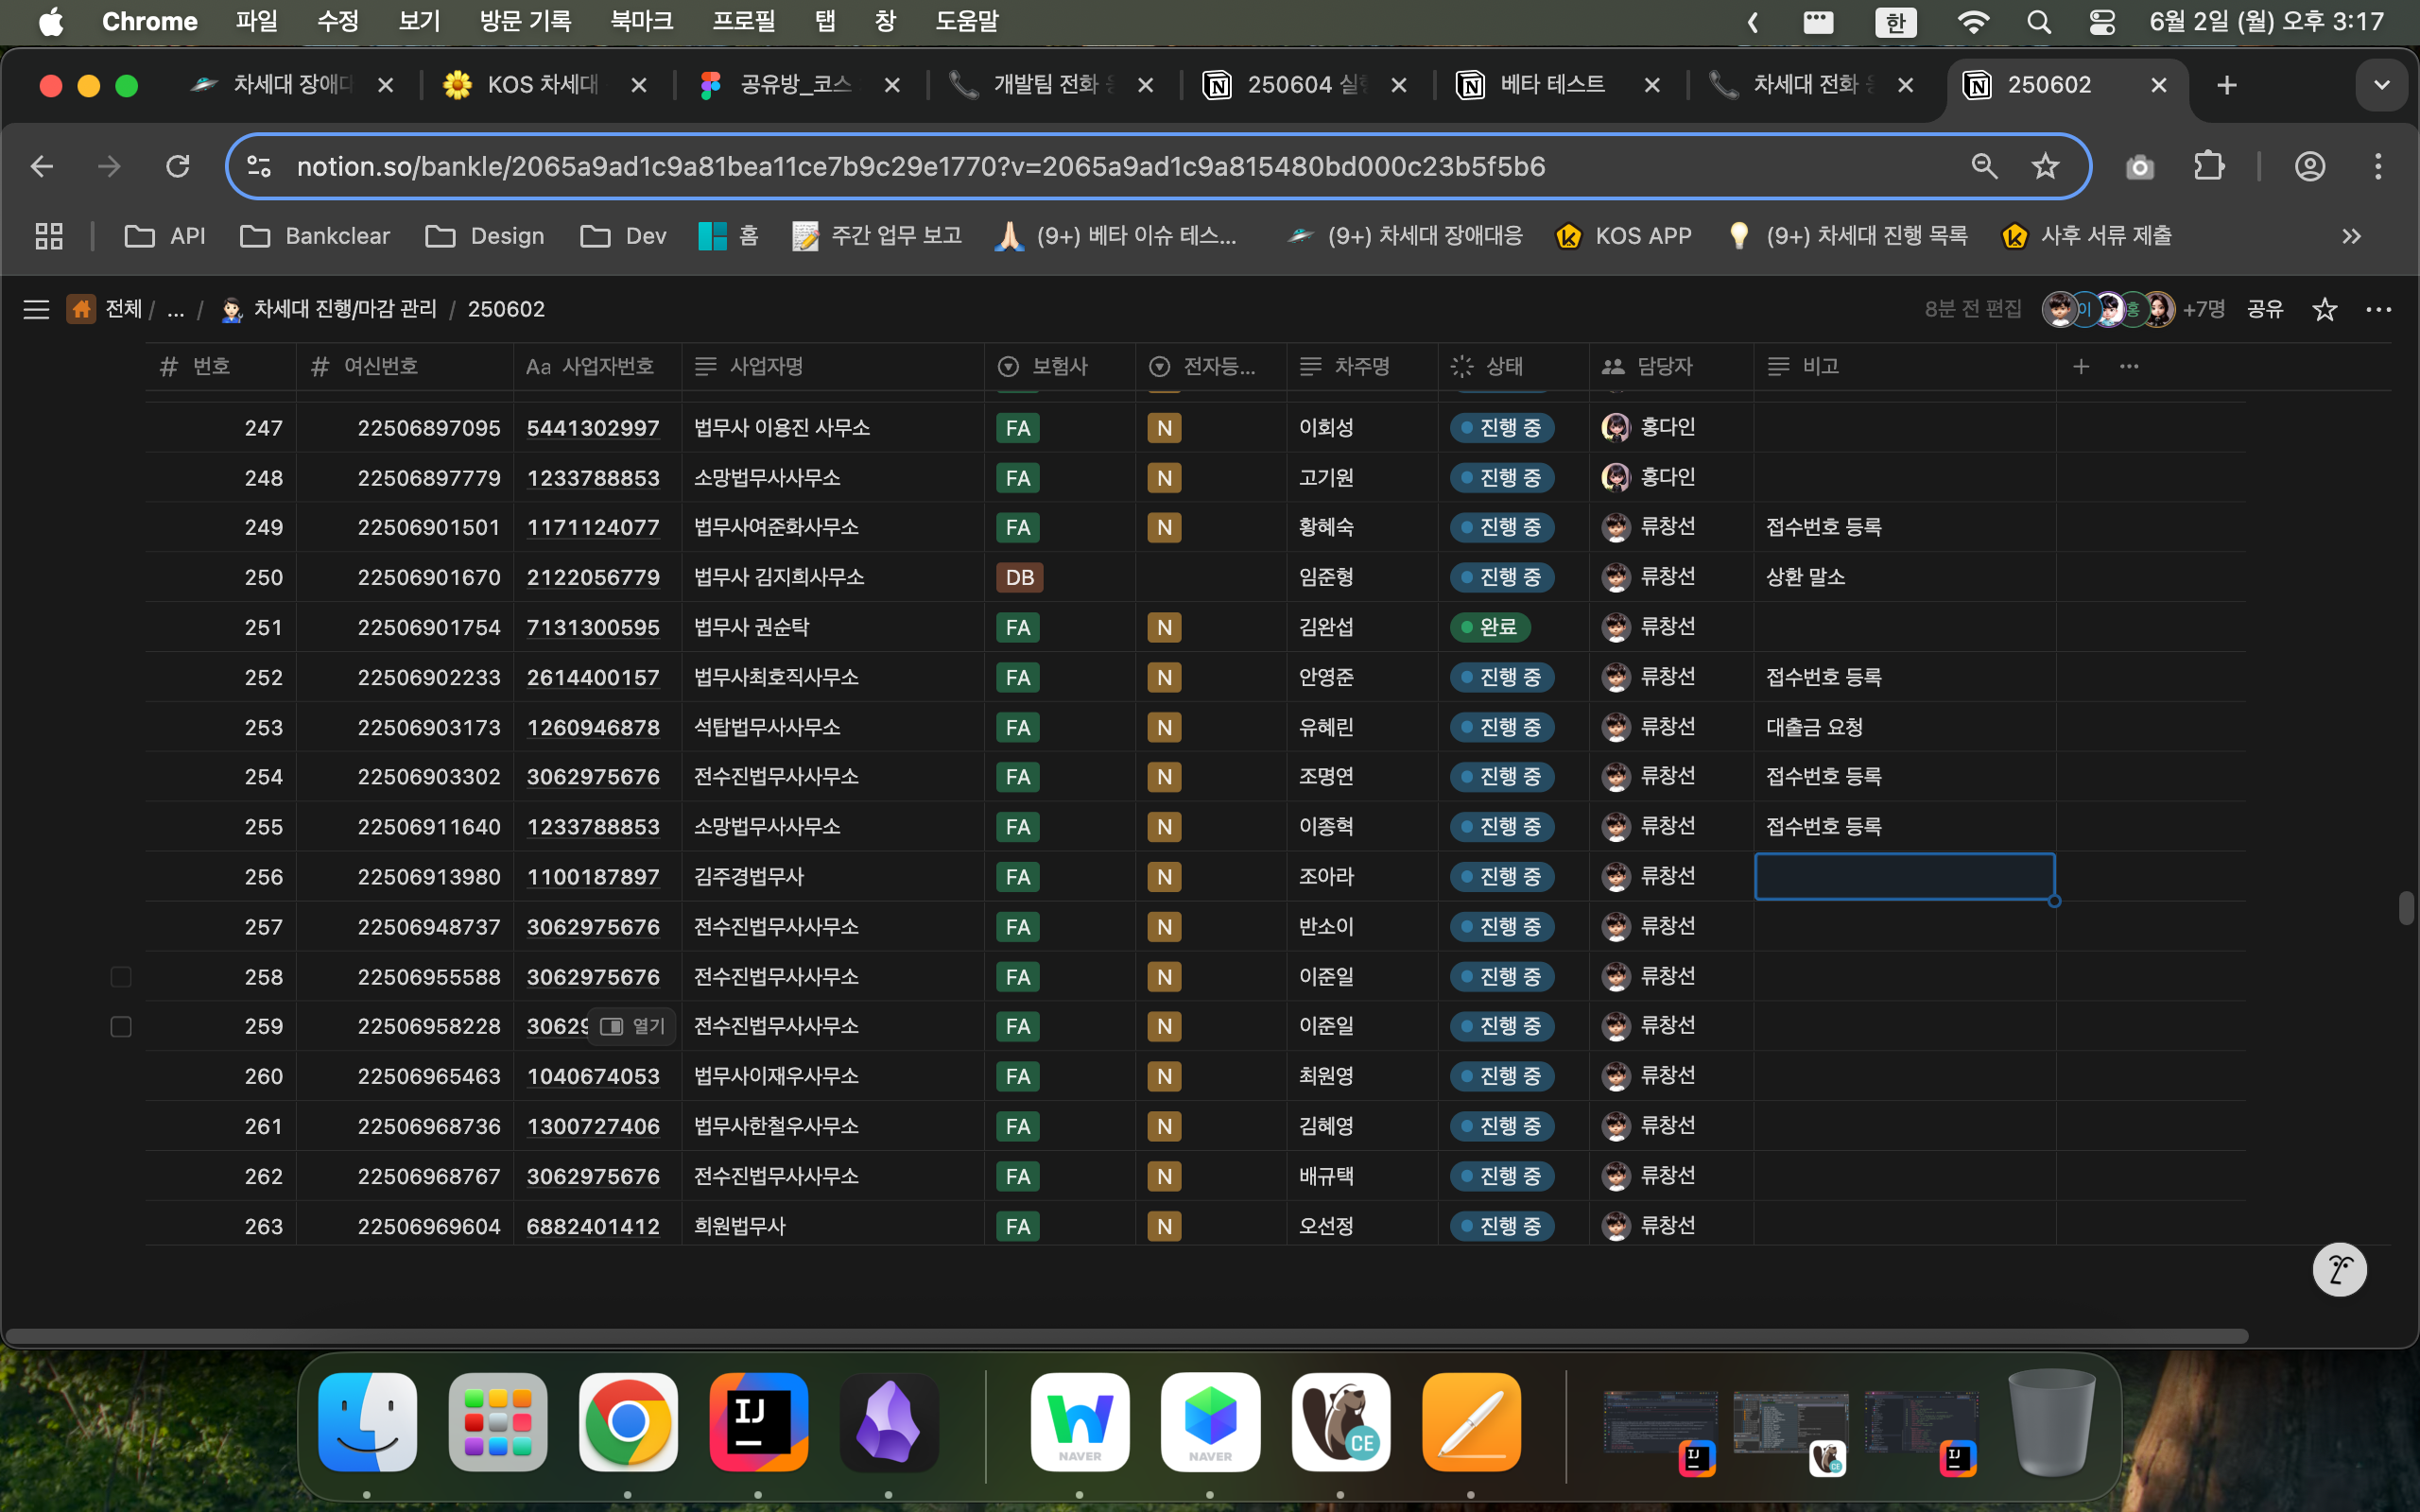 Chrome 파일 수정 보기 방문 기록 북마크 프로필 탭 창 도움말 한 6월 2일 (월) 오후 3:17
차세대 장애대 KOS 차세대 공유방_코스 개발팀 전화 250604 실 베타 테스트 차세대 전화 250602
notion.so/bankle/2065a9ad1c9a81bea11ce7b9c29e1770?v=2065a9ad1c9a815480bd000c23b5f5b6
API Bankclear Design Dev 홈 주간 업무 보고 (9+) 베타 이슈 테스... (9+) 차세대 장애대응 KOS APP (9+) 차세대 진행 목록 사후 서류 제출
전체 / ... / 차세대 진행/마감 관리 / 250602 8분 전 편집 이 홍 +7명 공유
# 번호 # 여신번호 Aa 사업자번호 사업자명 보험사 전자등... 차주명 상태 담당자 비고
247 22506897095 5441302997 법무사 이용진 사무소 FA N 이회성 진행 중 홍다인
248 22506897779 1233788853 소망법무사사무소 FA N 고기원 진행 중 홍다인
249 22506901501 1171124077 법무사여준화사무소 FA N 황혜숙 진행 중 류창선 접수번호 등록
250 22506901670 2122056779 법무사 김지희사무소 DB 임준형 진행 중 류창선 상환 말소
251 22506901754 7131300595 법무사 권순탁 FA N 김완섭 완료 류창선
252 22506902233 2614400157 법무사최호직사무소 FA N 안영준 진행 중 류창선 접수번호 등록
253 22506903173 1260946878 석탑법무사사무소 FA N 유혜린 진행 중 류창선 대출금 요청
254 22506903302 3062975676 전수진법무사사무소 FA N 조명연 진행 중 류창선 접수번호 등록
255 22506911640 1233788853 소망법무사사무소 FA N 이종혁 진행 중 류창선 접수번호 등록
256 22506913980 1100187897 김주경법무사 FA N 조아라 진행 중 류창선
257 22506948737 3062975676 전수진법무사사무소 FA N 반소이 진행 중 류창선
258 22506955588 3062975676 전수진법무사사무소 FA N 이준일 진행 중 류창선
259 22506958228 30629 열기 전수진법무사사무소 FA N 이준일 진행 중 류창선
260 22506965463 1040674053 법무사이재우사무소 FA N 최원영 진행 중 류창선
261 22506968736 1300727406 법무사한철우사무소 FA N 김혜영 진행 중 류창선
262 22506968767 3062975676 전수진법무사사무소 FA N 배규택 진행 중 류창선
263 22506969604 6882401412 희원법무사 FA N 오선정 진행 중 류창선
IJ NAVER NAVER CE IJ CE IJ